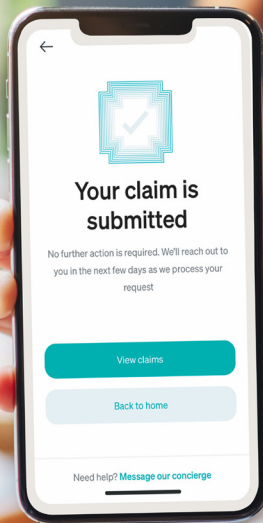 Your claim is
submitted
No further action is required. We'll reach out to
you in the next few days as we process your
request
View claims
Back to home
Need help? Message our concierge